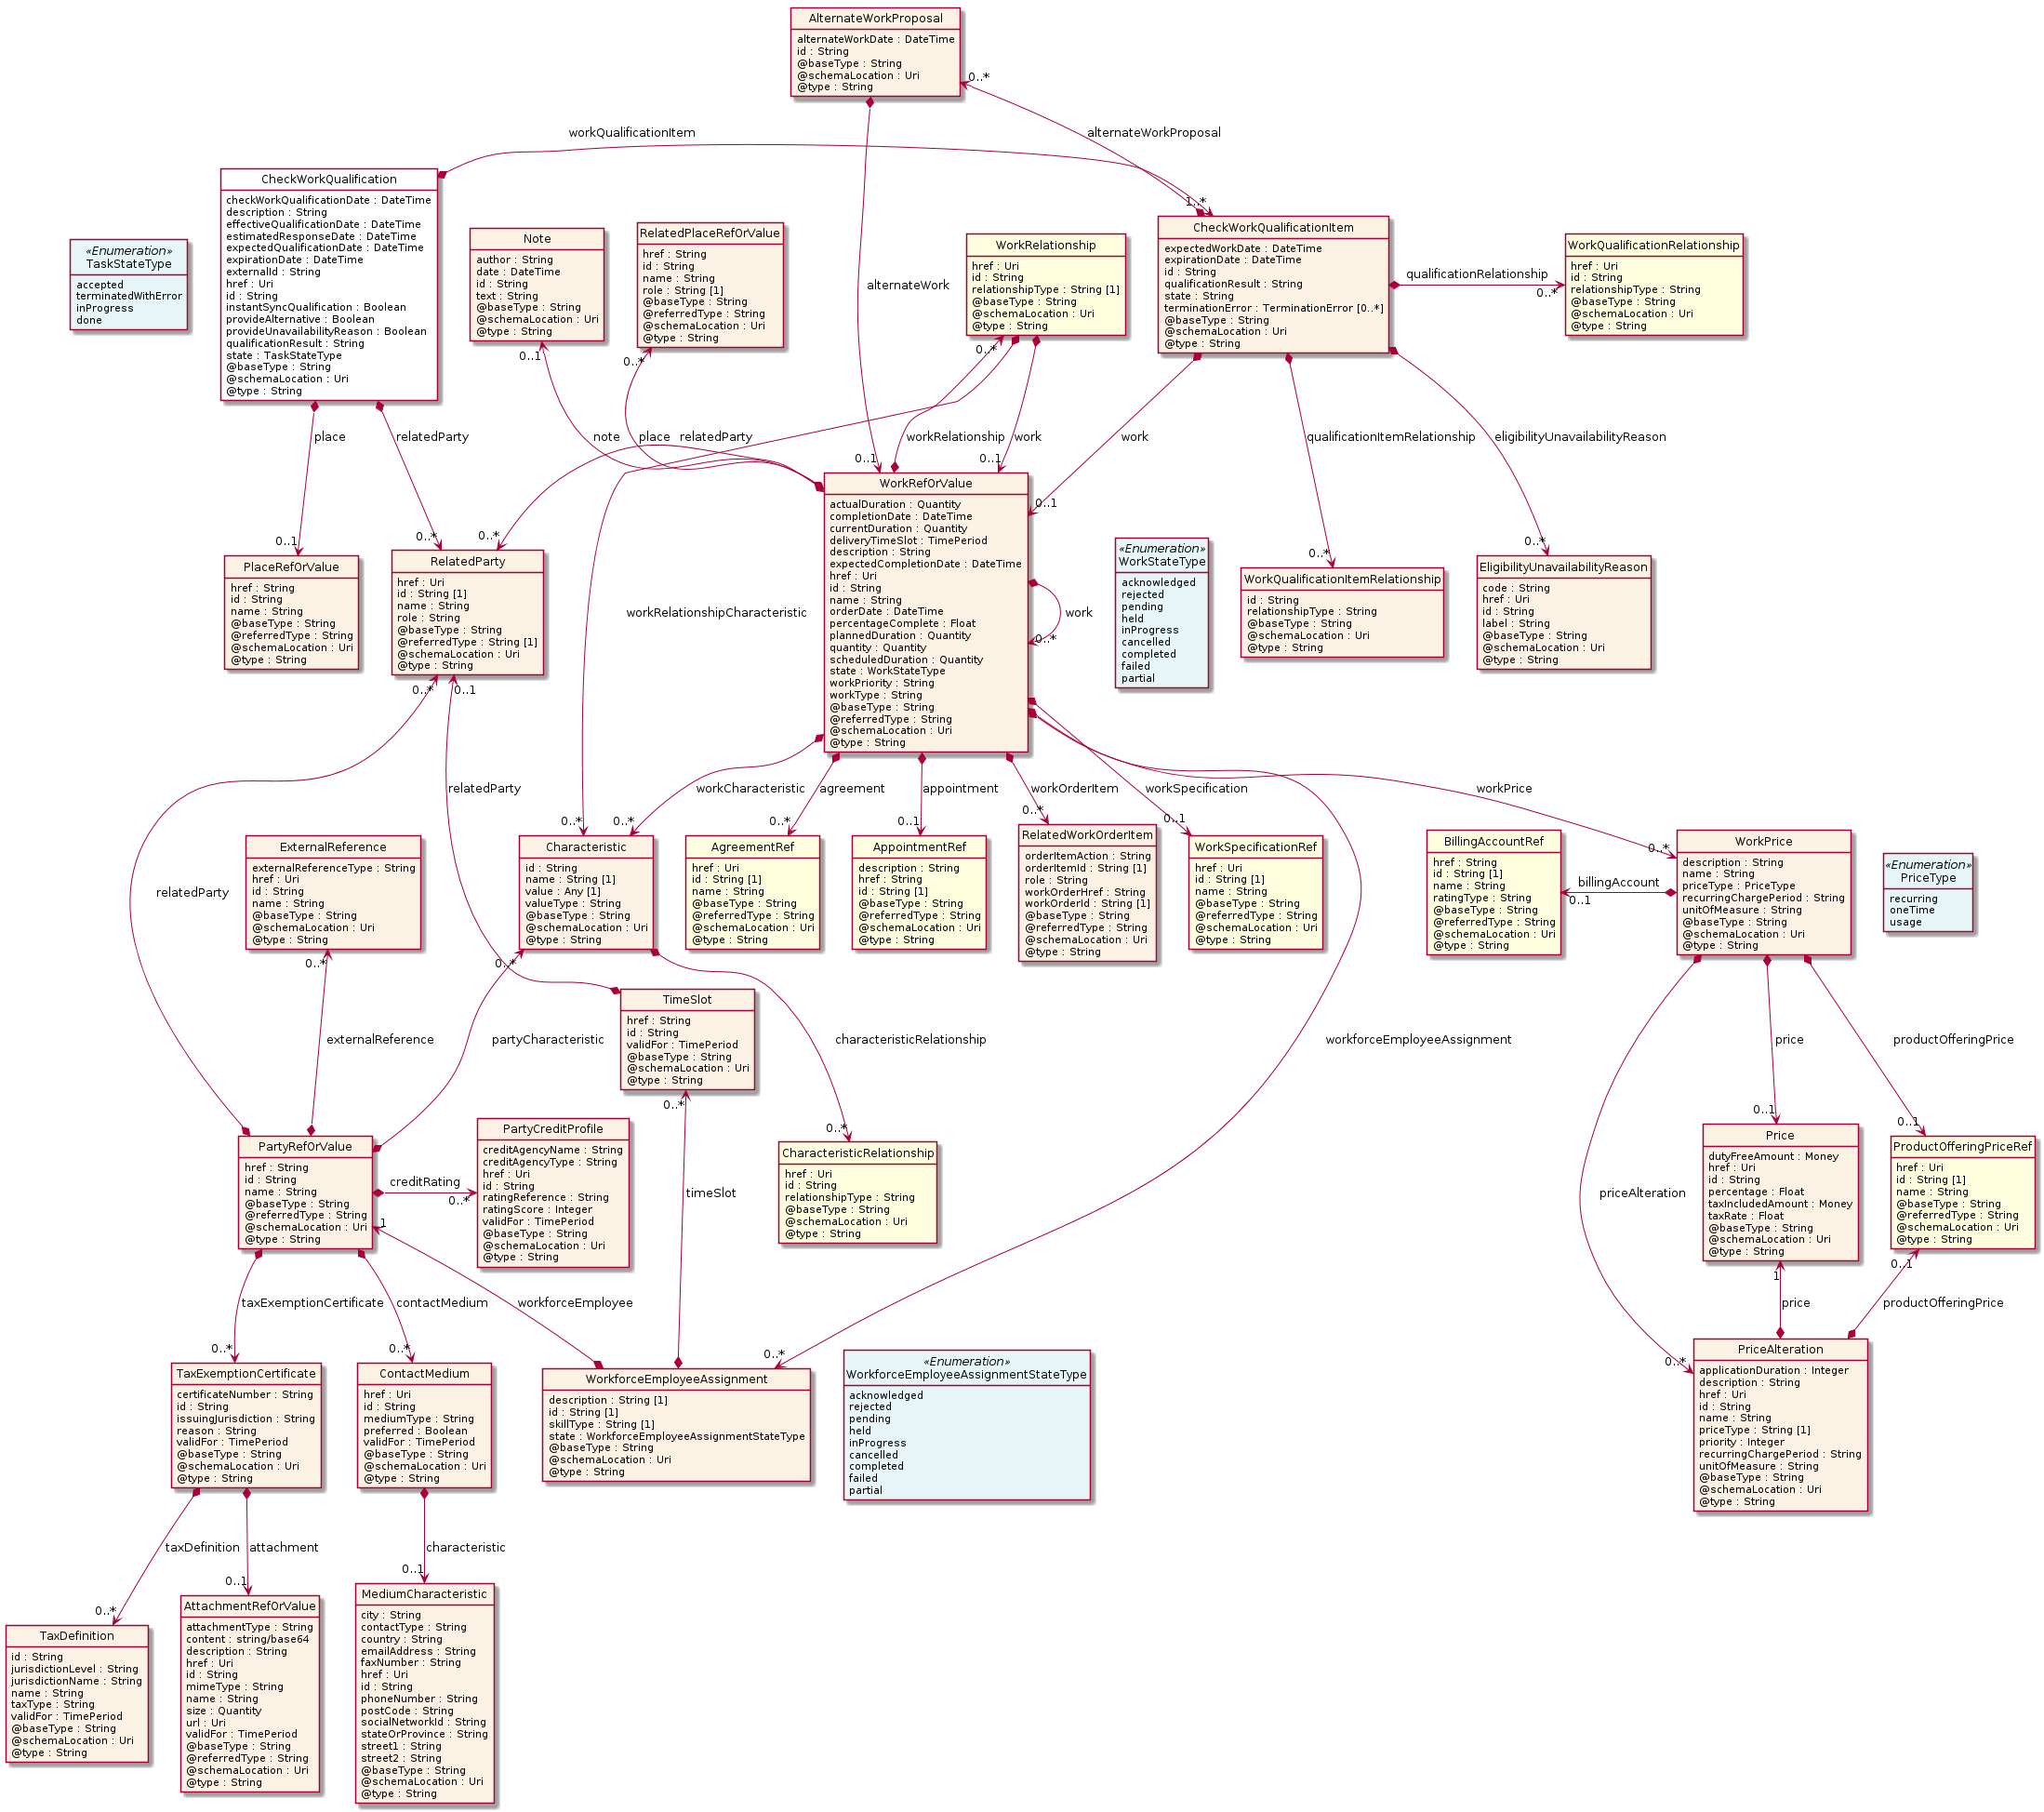 AlternateWorkProposal
alternateWorkDate : DateTime
id : String
@baseType : String
@schemaLocation : Uri
@type : String
0..*
workQualificationItem
alternateWorkProposal
CheckWorkQualification
checkWorkQualificationDate : DateTime
description : String
effectiveQualificationDate : DateTime
estimatedResponseDate : DateTime
expectedQualificationDate : DateTime
expirationDate : DateTime
externalId : String
href : Uri
id : String
instantSyncQualification : Boolean
provideAlternative : Boolean
provideUnavailabilityReason : Boolean
qualificationResult : String
state : TaskStateType
@baseType : String
@schemaLocation : Uri
@type : String
«Enumeration»
TaskStateType
accepted
terminatedWithError
inProgress
done
Note
author : String
date : DateTime
id : String
text : String
@baseType : String
@schemaLocation : Uri
@type : String
0..1
RelatedPlaceRefOrValue
href : String
id : String
name : String
role : String [1]
@baseType : String
@referredType : String
@schemaLocation : Uri
@type : String
0..*
alternateWork
WorkRelationship
href : Uri
id : String
relationshipType : String [1]
@baseType : String
@schemaLocation : Uri
@type : String
0..*
1..*
CheckWorkQualificationItem
expectedWorkDate : DateTime
expirationDate : DateTime
id : String
qualificationResult : String
state : String
terminationError : TerminationError [0..*]
@baseType : String
@schemaLocation : Uri
@type : String
qualificationRelationship
0..*
WorkQualificationRelationship
href : Uri
id : String
relationshipType : String
@baseType : String
@schemaLocation : Uri
@type : String
place
relatedParty
note
place
relatedParty
workRelationship
work
work
qualificationItemRelationship
eligibilityUnavailabilityReason
0..1
0..*
0..*
0..1
0..1
0..1
0..*
0..*
PlaceRefOrValue
href : String
id : String
name : String
@baseType : String
@referredType : String
@schemaLocation : Uri
@type : String
RelatedParty
href : Uri
id : String [1]
name : String
role : String
@baseType : String
@referredType : String [1]
@schemaLocation : Uri
@type : String
0..*
0..1
workRelationshipCharacteristic
WorkRefOrValue
actualDuration : Quantity
completionDate : DateTime
currentDuration : Quantity
deliveryTimeSlot : TimePeriod
description : String
expectedCompletionDate : DateTime
href : Uri
id : String
name : String
orderDate : DateTime
percentageComplete : Float
plannedDuration : Quantity
quantity : Quantity
scheduledDuration : Quantity
state : WorkStateType
workPriority : String
workType : String
@baseType : String
@referredType : String
@schemaLocation : Uri
@type : String
work
0..*
«Enumeration»
WorkStateType
acknowledged
rejected
pending
held
inProgress
cancelled
completed
failed
partial
WorkQualificationItemRelationship
id : String
relationshipType : String
@baseType : String
@schemaLocation : Uri
@type : String
EligibilityUnavailabilityReason
code : String
href : Uri
id : String
label : String
@baseType : String
@schemaLocation : Uri
@type : String
relatedParty
workCharacteristic
agreement
appointment
workOrderItem
workSpecification
workPrice
0..*
0..*
0..*
0..1
0..*
0..1
0..*
relatedParty
ExternalReference
externalReferenceType : String
href : Uri
id : String
name : String
@baseType : String
@schemaLocation : Uri
@type : String
0..*
Characteristic
id : String
name : String [1]
value : Any [1]
valueType : String
@baseType : String
@schemaLocation : Uri
@type : String
0..*
AgreementRef
href : Uri
id : String [1]
name : String
@baseType : String
@referredType : String
@schemaLocation : Uri
@type : String
AppointmentRef
description : String
href : String
id : String [1]
@baseType : String
@referredType : String
@schemaLocation : Uri
@type : String
RelatedWorkOrderItem
orderItemAction : String
orderItemId : String [1]
role : String
workOrderHref : String
workOrderId : String [1]
@baseType : String
@referredType : String
@schemaLocation : Uri
@type : String
WorkSpecificationRef
href : Uri
id : String [1]
name : String
@baseType : String
@referredType : String
@schemaLocation : Uri
@type : String
BillingAccountRef
href : String
id : String [1]
name : String
ratingType : String
@baseType : String
@referredType : String
@schemaLocation : Uri
@type : String
billingAccount
0..1
WorkPrice
description : String
name : String
priceType : PriceType
recurringChargePeriod : String
unitOfMeasure : String
@baseType : String
@schemaLocation : Uri
@type : String
«Enumeration»
PriceType
recurring
oneTime
usage
externalReference
partyCharacteristic
TimeSlot
href : String
id : String
validFor : TimePeriod
@baseType : String
@schemaLocation : Uri
@type : String
0..*
characteristicRelationship
workforceEmployeeAssignment
price
productOfferingPrice
0..*
0..1
0..1
PartyRefOrValue
href : String
id : String
name : String
@baseType : String
@referredType : String
@schemaLocation : Uri
@type : String
creditRating
0..*
1
PartyCreditProfile
creditAgencyName : String
creditAgencyType : String
href : Uri
id : String
ratingReference : String
ratingScore : Integer
validFor : TimePeriod
@baseType : String
@schemaLocation : Uri
@type : String
timeSlot
CharacteristicRelationship
href : Uri
id : String
relationshipType : String
@baseType : String
@schemaLocation : Uri
@type : String
priceAlteration
Price
dutyFreeAmount : Money
href : Uri
id : String
percentage : Float
taxIncludedAmount : Money
taxRate : Float
@baseType : String
@schemaLocation : Uri
@type : String
1
ProductOfferingPriceRef
href : Uri
id : String [1]
name : String
@baseType : String
@referredType : String
@schemaLocation : Uri
@type : String
0..1
taxExemptionCertificate
contactMedium
workforceEmployee
price
productOfferingPrice
0..*
0..*
0..*
0..*
TaxExemptionCertificate
certificateNumber : String
id : String
issuingJurisdiction : String
reason : String
validFor : TimePeriod
@baseType : String
@schemaLocation : Uri
@type : String
ContactMedium
href : Uri
id : String
mediumType : String
preferred : Boolean
validFor : TimePeriod
@baseType : String
@schemaLocation : Uri
@type : String
WorkforceEmployeeAssignment
description : String [1]
id : String [1]
skillType : String [1]
state : WorkforceEmployeeAssignmentStateType
@baseType : String
@schemaLocation : Uri
@type : String
«Enumeration»
WorkforceEmployeeAssignmentStateType
acknowledged
rejected
pending
held
inProgress
cancelled
completed
failed
partial
PriceAlteration
applicationDuration : Integer
description : String
href : Uri
id : String
name : String
priceType : String [1]
priority : Integer
recurringChargePeriod : String
unitOfMeasure : String
@baseType : String
@schemaLocation : Uri
@type : String
taxDefinition
attachment
characteristic
0..*
0..1
0..1
TaxDefinition
id : String
jurisdictionLevel : String
jurisdictionName : String
name : String
taxType : String
validFor : TimePeriod
@baseType : String
@schemaLocation : Uri
@type : String
AttachmentRefOrValue
attachmentType : String
content : string/base64
description : String
href : Uri
id : String
mimeType : String
name : String
size : Quantity
url : Uri
validFor : TimePeriod
@baseType : String
@referredType : String
@schemaLocation : Uri
@type : String
MediumCharacteristic
city : String
contactType : String
country : String
emailAddress : String
faxNumber : String
href : Uri
id : String
phoneNumber : String
postCode : String
socialNetworkId : String
stateOrProvince : String
street1 : String
street2 : String
@baseType : String
@schemaLocation : Uri
@type : String